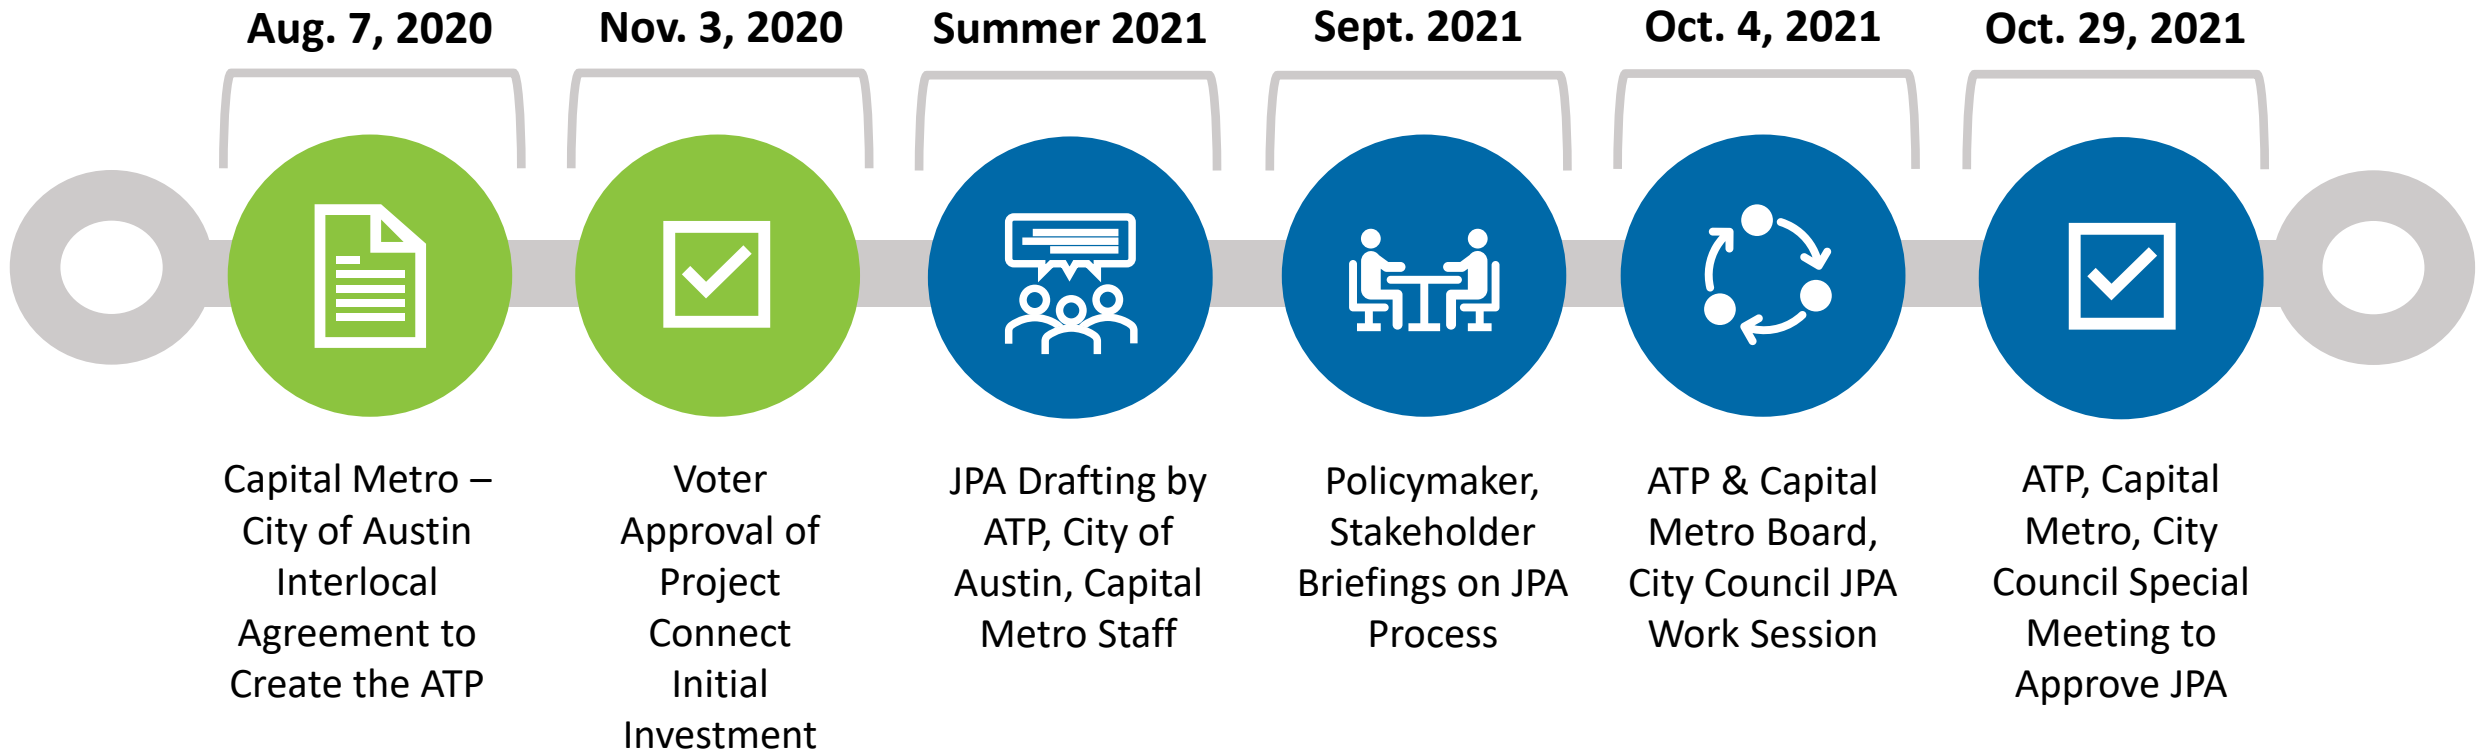 Aug. 7, 2020
Capital Metro –
City of Austin
Interlocal
Agreement to
Create the ATP
Nov. 3, 2020
Voter
Approval of
Project
Connect
Initial
Investment
Summer 2021
JPA Drafting by
ATP, City of
Austin, Capital
Metro Staff
Sept. 2021
Policymaker,
Stakeholder
Briefings on JPA
Process
Oct. 4, 2021
ATP & Capital
Metro Board,
City Council JPA
Work Session
Oct. 29, 2021
ATP, Capital
Metro, City
Council Special
Meeting to
Approve JPA